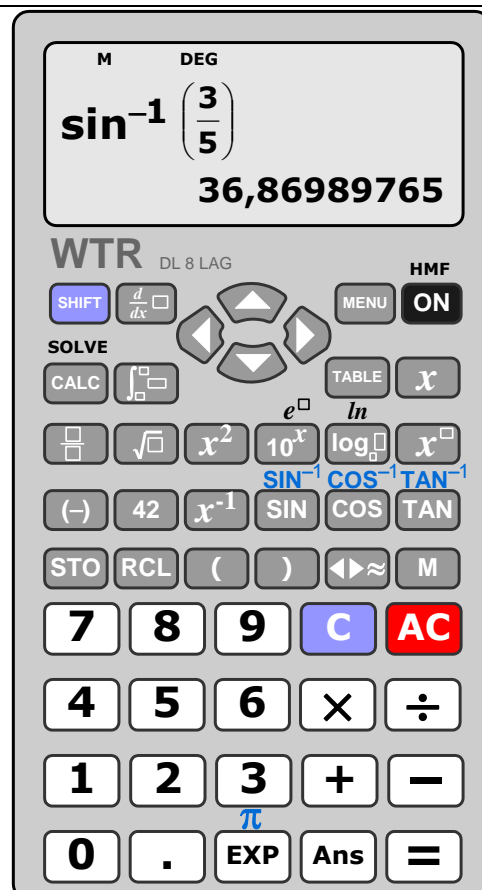 M DEG
sin⁻¹ (3/5)
36,86989765
WTR DL 8 LAG
HMF
SHIFT d/dx □ MENU ON
SOLVE
CALC ∫□ TABLE x
e□ ln
□/□ √□ x² 10ˣ log□ x□
SIN⁻¹ COS⁻¹ TAN⁻¹
(–) 42 x⁻¹ SIN COS TAN
STO RCL ( ) ◀▶≈ M
7 8 9 C AC
4 5 6 × ÷
1 2 3 + −
π
0 . EXP Ans =